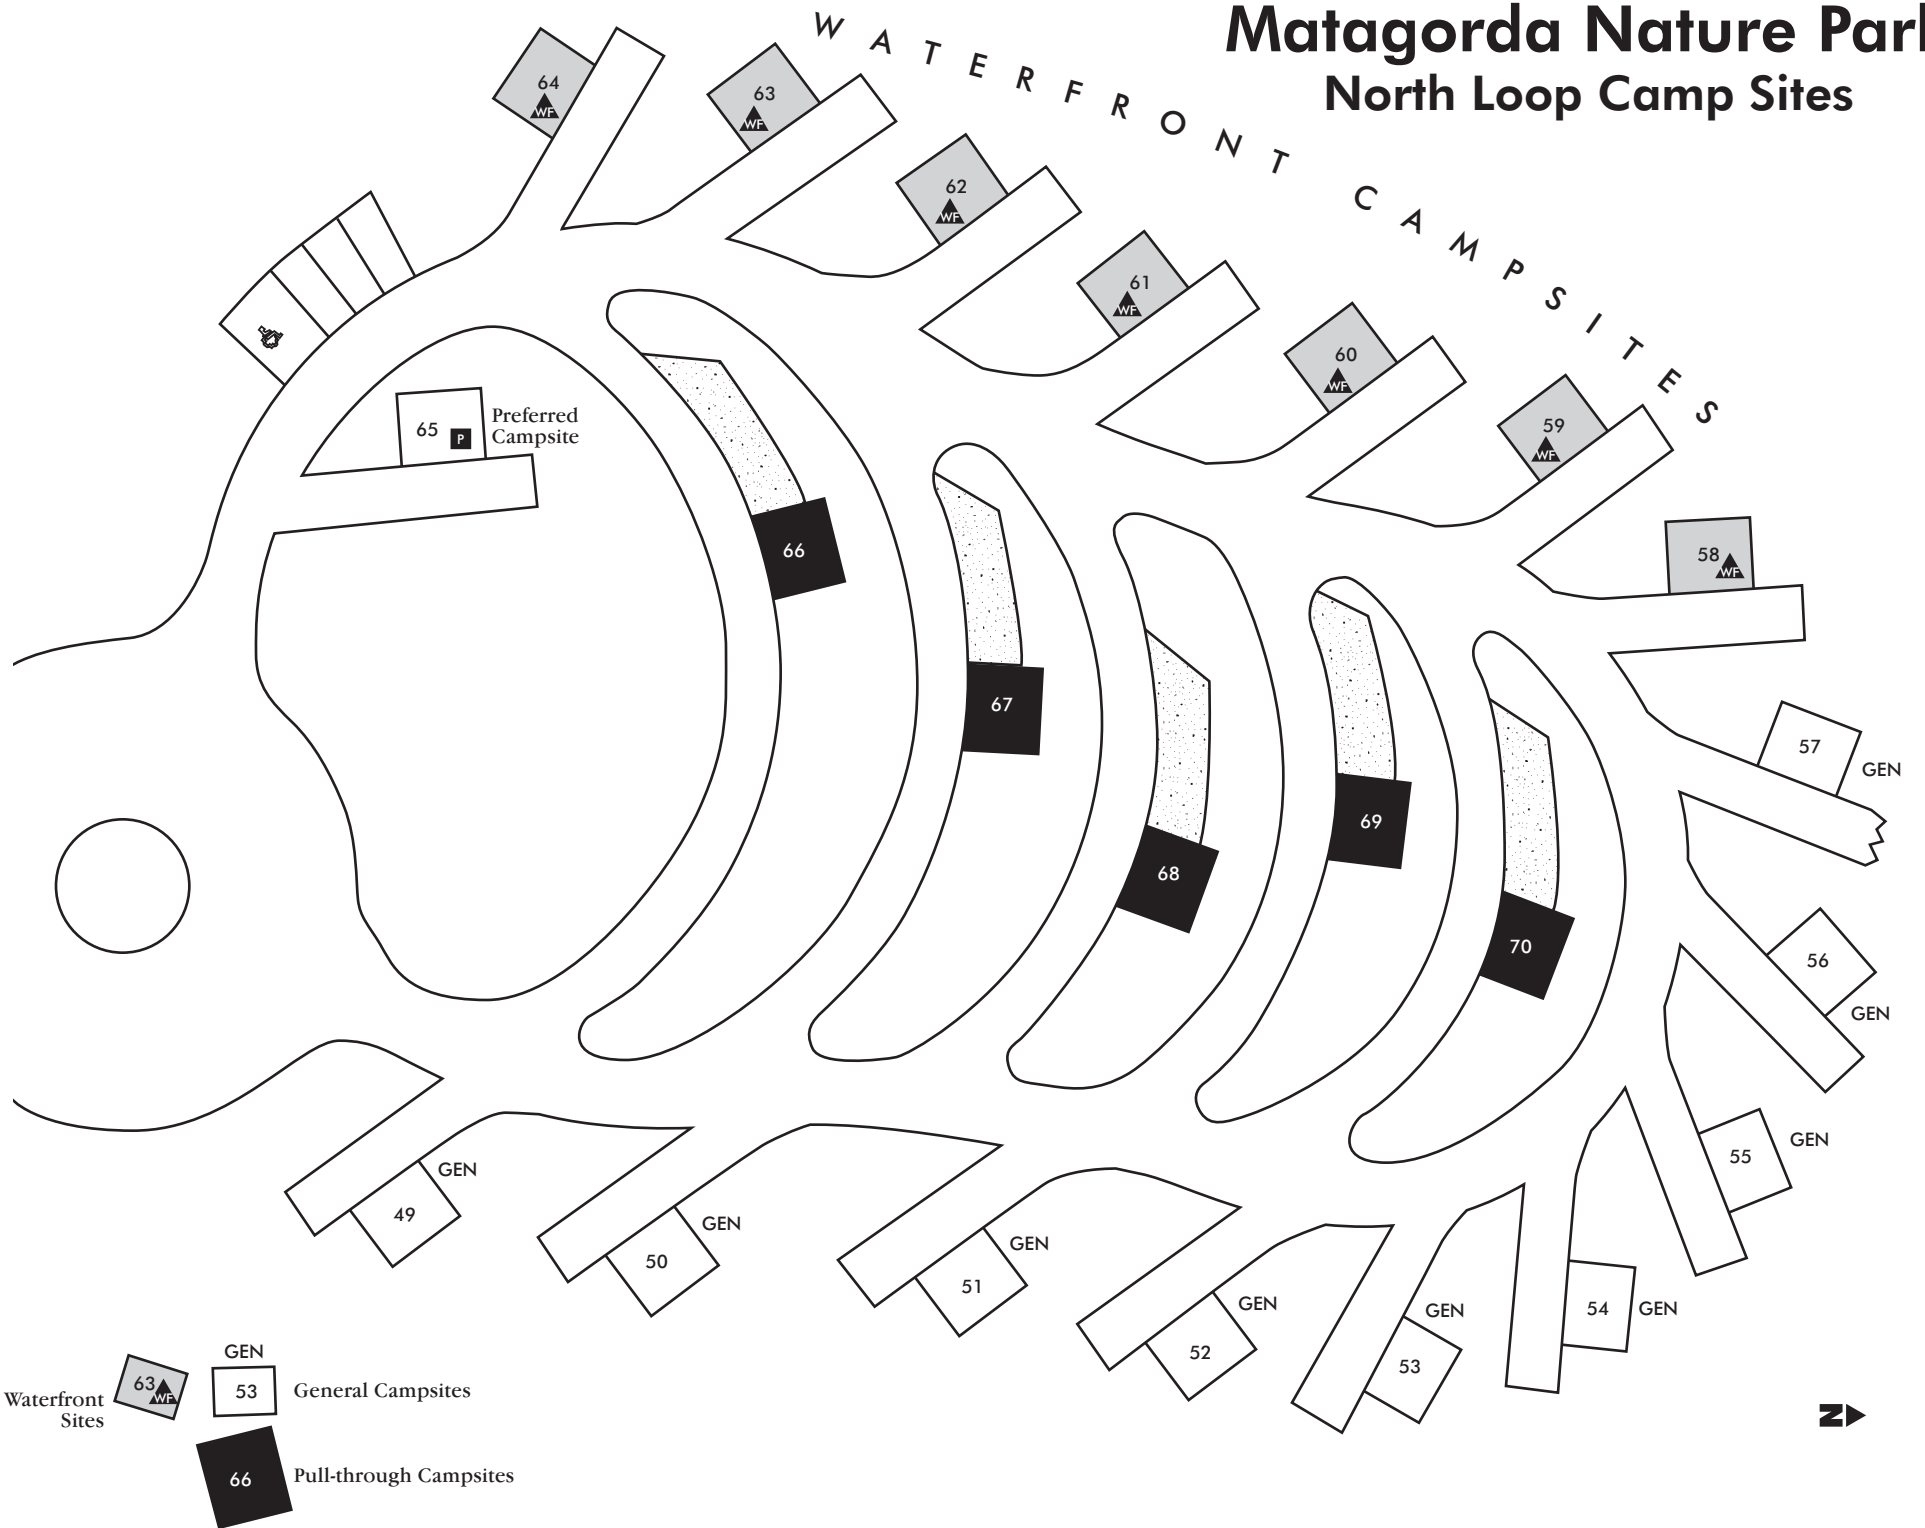 Matagorda Nature Par
North Loop Camp Sites
WATERFRONT CAMPSITES
64
WF
63
WF
62
WF
61
WF
60
WF
59
WF
58
WF
65
P
Preferred
Campsite
66
67
68
69
70
57
GEN
56
GEN
55
GEN
54
GEN
53
GEN
52
GEN
51
GEN
50
GEN
49
GEN
Waterfront
Sites
63
WF
GEN
53
General Campsites
66
Pull-through Campsites
N